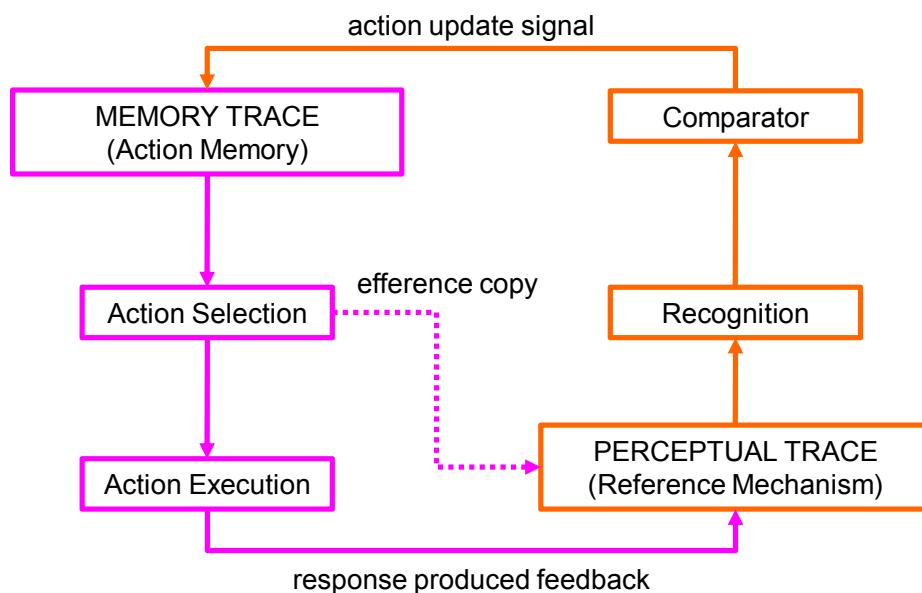 action update signal
MEMORY TRACE
(Action Memory)
Comparator
efference copy
Action Selection
Recognition
PERCEPTUAL TRACE
(Reference Mechanism)
Action Execution
response produced feedback